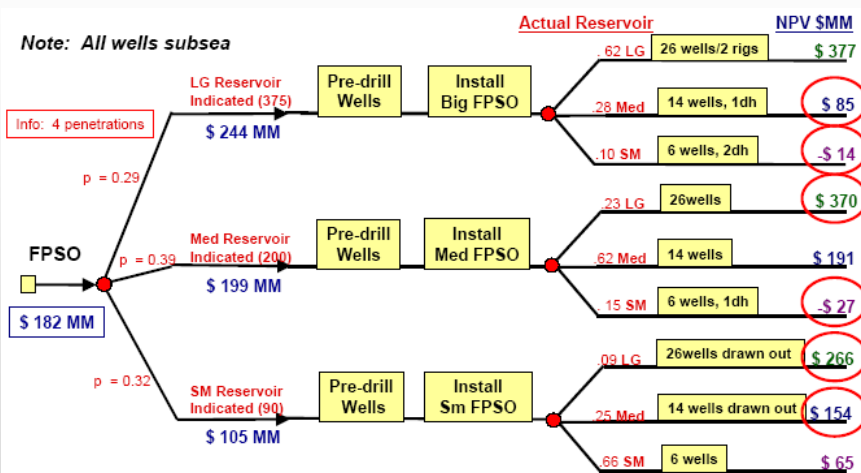 Actual Reservoir
NPV $MM
Note: All wells subsea
.62 LG
26 wells/2 rigs
$ 377
LG Reservoir
Indicated (375)
$ 244 MM
Pre-drill
Wells
Install
Big FPSO
.28 Med
14 wells, 1dh
$ 85
Info: 4 penetrations
.10 SM
6 wells, 2dh
-$ 14
p = 0.29
.23 LG
26wells
$ 370
FPSO
$ 182 MM
p = 0.39
Med Reservoir
Indicated (200)
$ 199 MM
Pre-drill
Wells
Install
Med FPSO
.62 Med
14 wells
$ 191
.15 SM
6 wells, 1dh
-$ 27
p = 0.32
.09 LG
26wells drawn out
$ 266
SM Reservoir
Indicated (90)
$ 105 MM
Pre-drill
Wells
Install
Sm FPSO
.25 Med
14 wells drawn out
$ 154
.66 SM
6 wells
$ 65